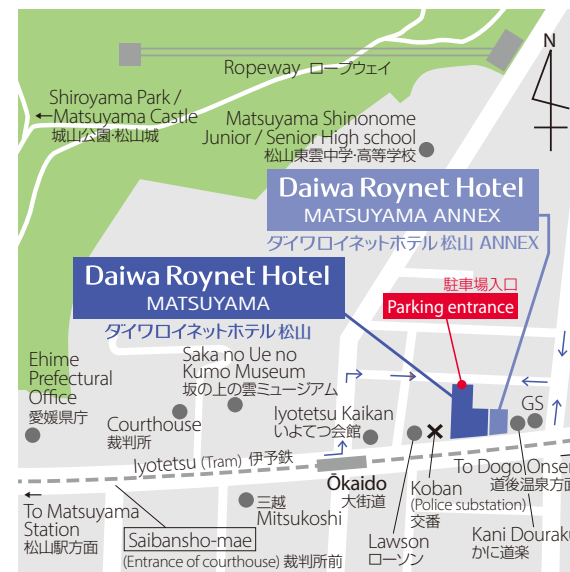 N
Ropeway ロープウェイ
Shiroyama Park /
←Matsuyama Castle
城山公園・松山城
Matsuyama Shinonome
Junior / Senior High school
松山東雲中学・高等学校
Daiwa Roynet Hotel
MATSUYAMA ANNEX
ダイワロイネットホテル松山 ANNEX
Daiwa Roynet Hotel
MATSUYAMA
ダイワロイネットホテル松山
駐車場入口
Parking entrance
Ehime
Prefectural
Office
愛媛県庁
Saka no Ue no
Kumo Museum
坂の上の雲ミュージアム
Courthouse
裁判所
Iyotetsu Kaikan
いよてつ会館
GS
Iyotetsu (Tram) 伊予鉄
Ōkaido
大街道
To Dogo Onsen
道後温泉方面
←
To Matsuyama
Station
松山駅方面
三越
Mitsukoshi
Koban
(Police substation)
交番
Saibansho-mae
(Entrance of courthouse) 裁判所前
Lawson
ローソン
Kani Douraku
かに道楽